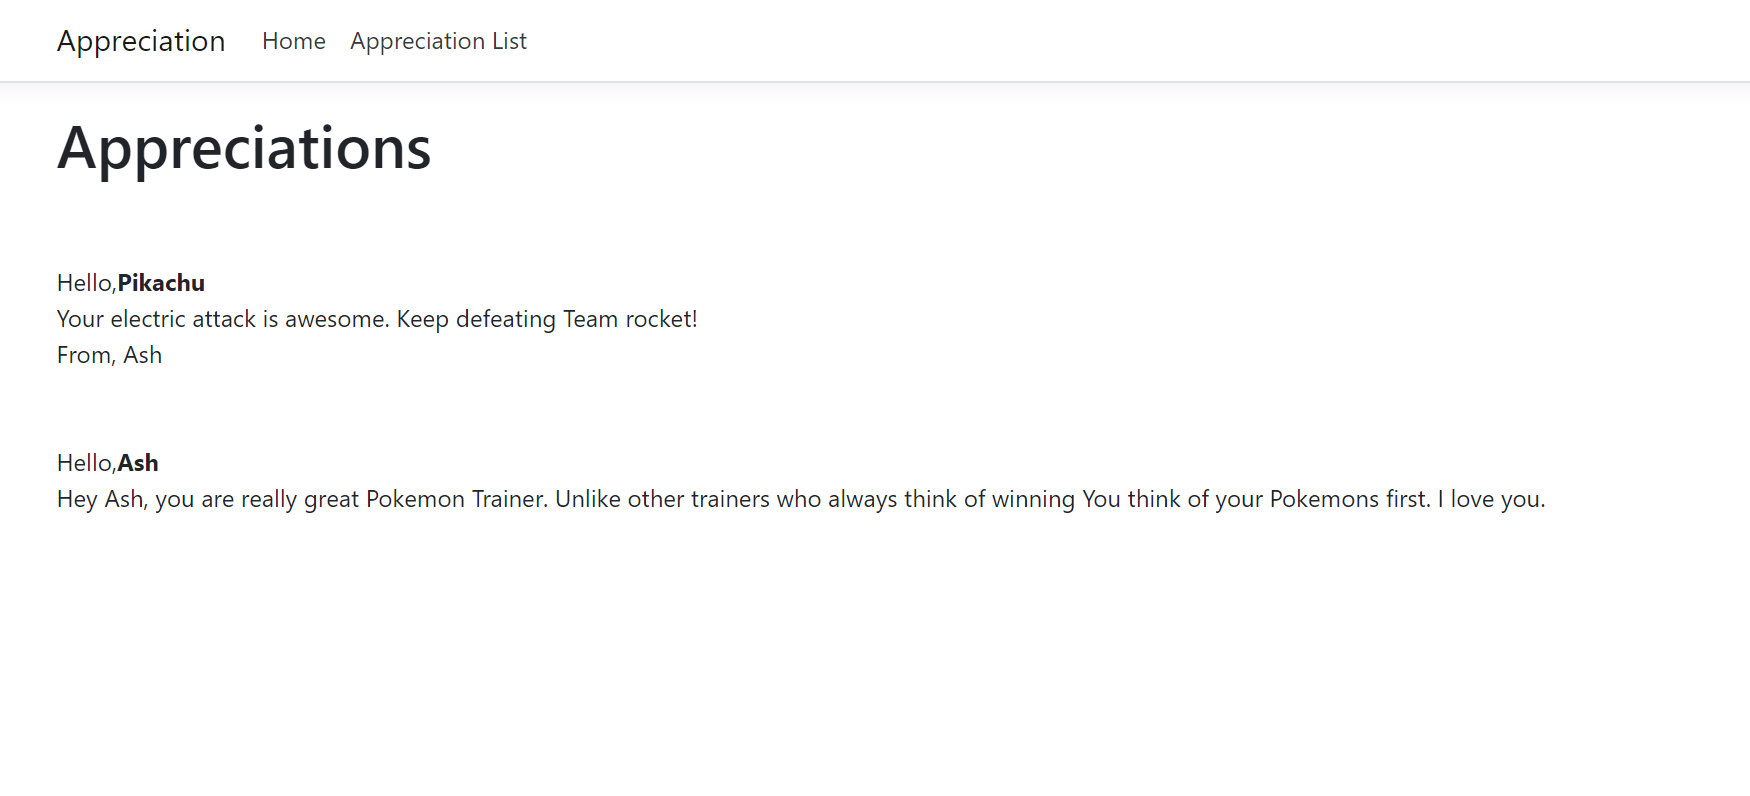 Appreciation Home Appreciation List
Appreciations
Hello,Pikachu
Your electric attack is awesome. Keep defeating Team rocket!
From, Ash
Hello,Ash
Hey Ash, you are really great Pokemon Trainer. Unlike other trainers who always think of winning You think of your Pokemons first. I love you.